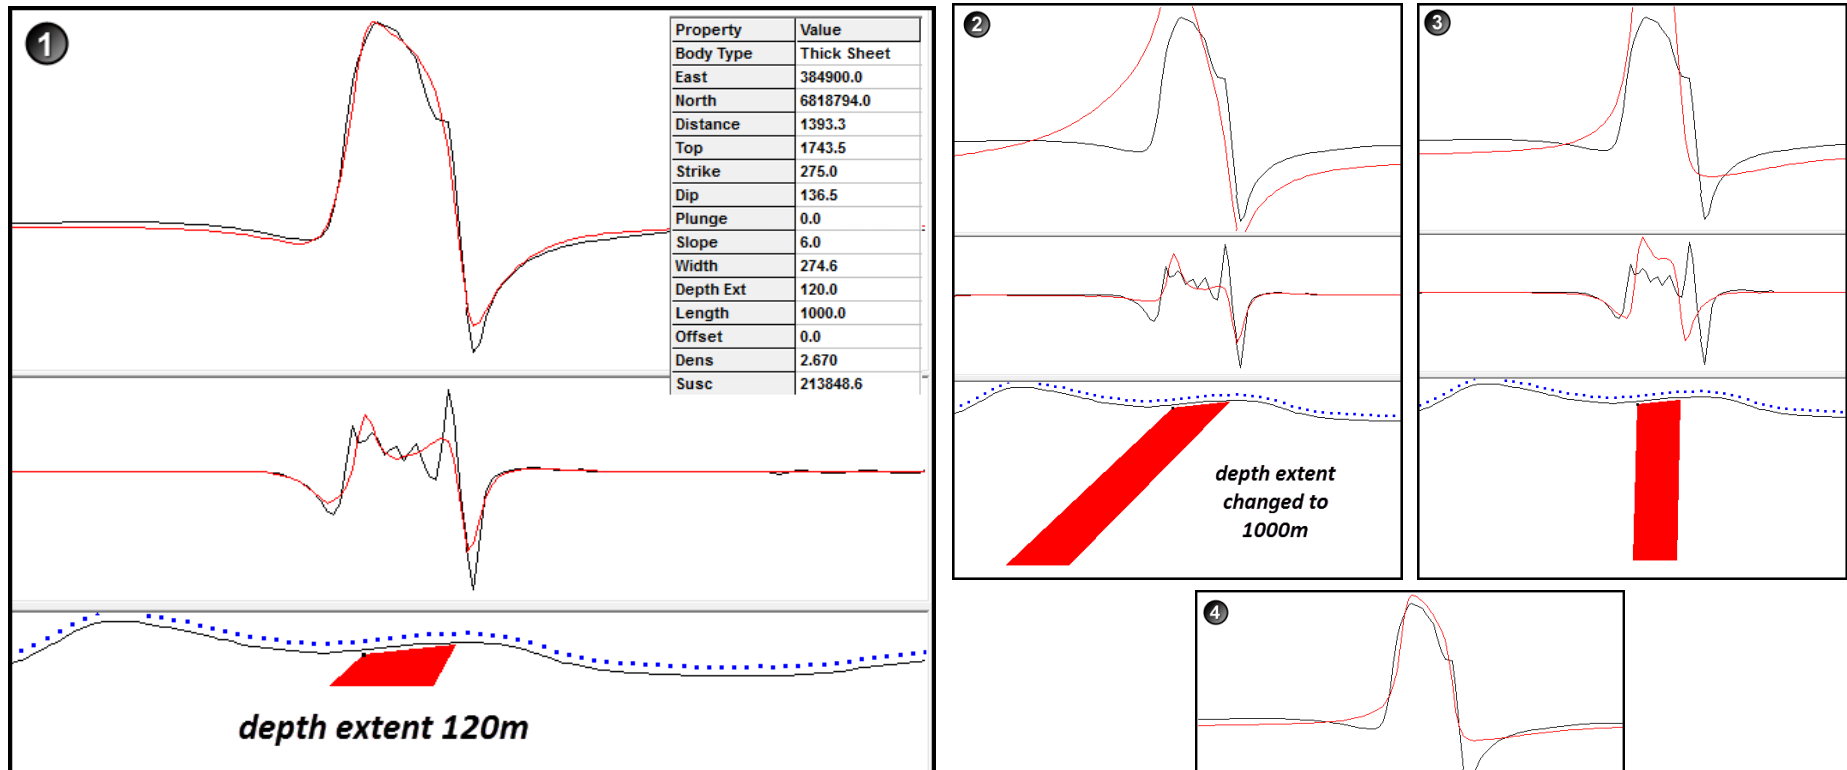 1
Property Value
Body Type Thick Sheet
East 384900.0
North 6818794.0
Distance 1393.3
Top 1743.5
Strike 275.0
Dip 136.5
Plunge 0.0
Slope 6.0
Width 274.6
Depth Ext 120.0
Length 1000.0
Offset 0.0
Dens 2.670
Susc 213848.6
depth extent 120m
2
depth extent
changed to
1000m
3
4